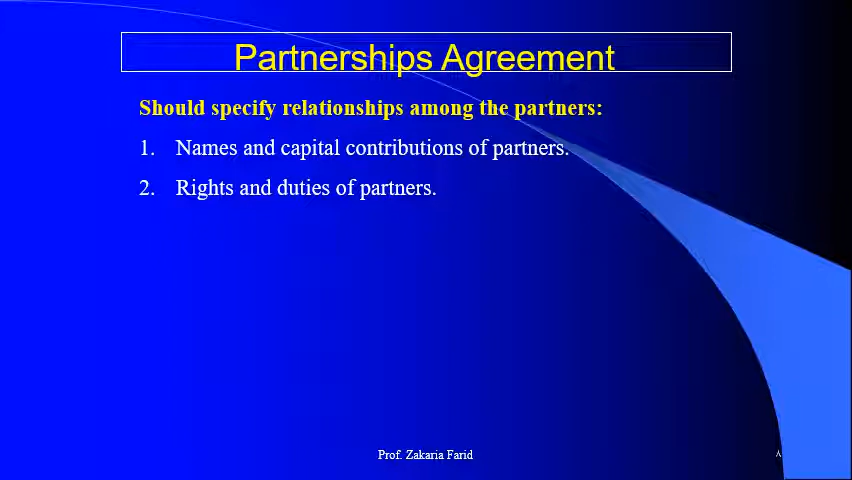 Partnerships Agreement
Should specify relationships among the partners:
1. Names and capital contributions of partners.
2. Rights and duties of partners.
Prof. Zakaria Farid
٨